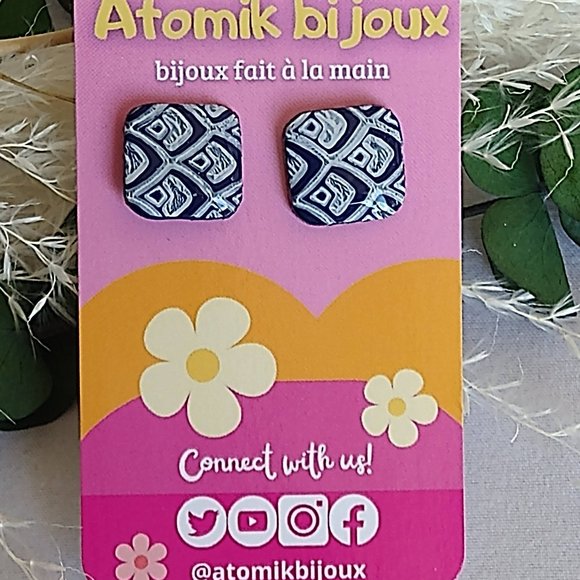 Atomik bijoux
bijoux fait à la main
Connect with us!
@atomikbijoux